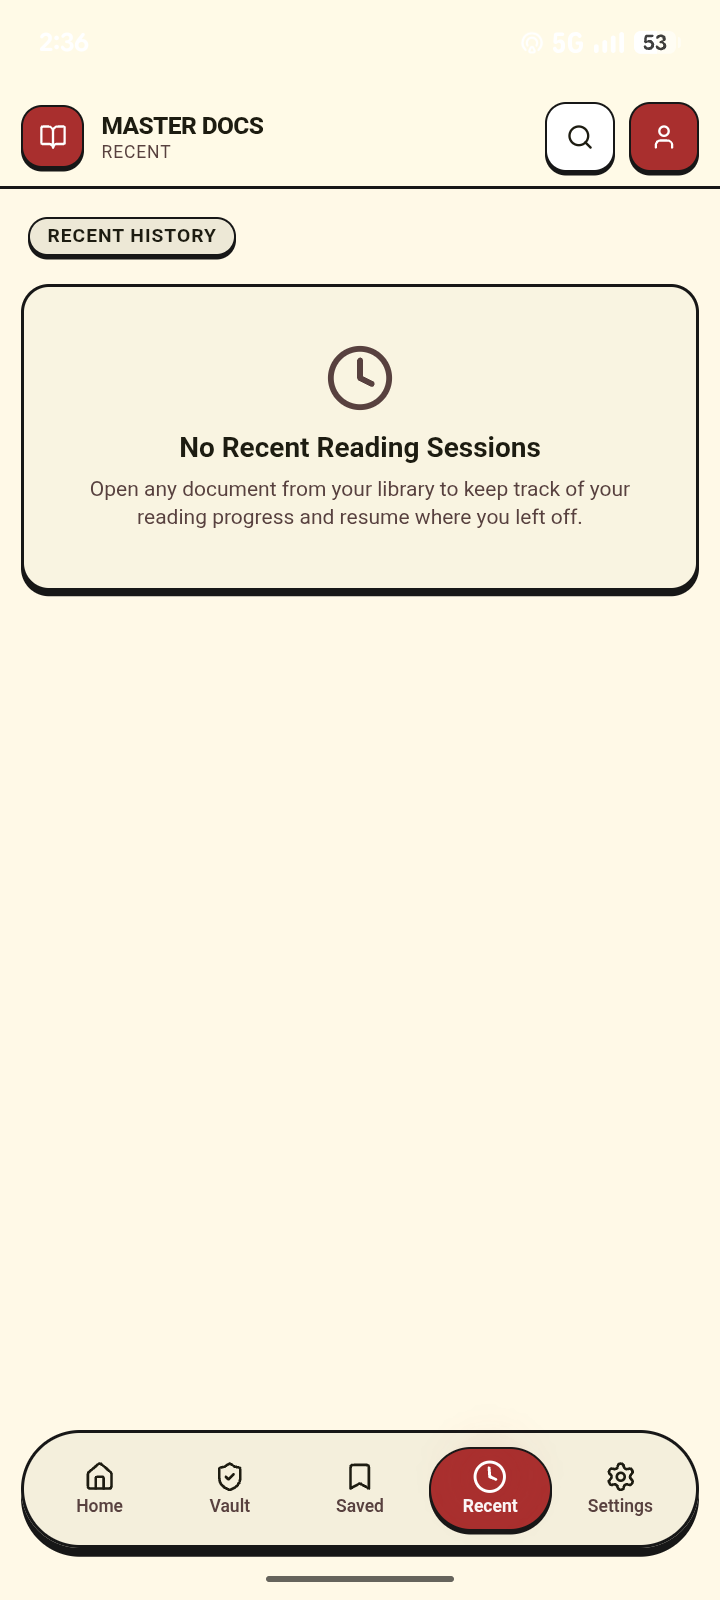 2:36
5G
53
MASTER DOCS
RECENT
RECENT HISTORY
No Recent Reading Sessions
Open any document from your library to keep track of your
reading progress and resume where you left off.
Home
Vault
Saved
Recent
Settings